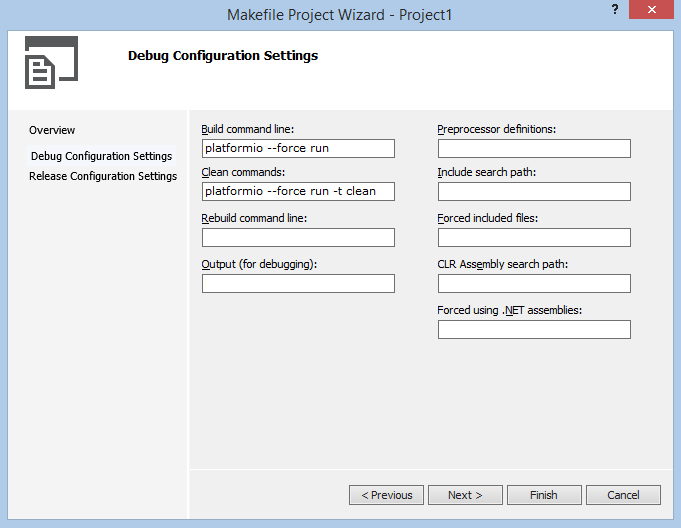 Makefile Project Wizard - Project1
?
Debug Configuration Settings
Overview
Debug Configuration Settings
Release Configuration Settings
Build command line:
platformio --force run
Clean commands:
platformio --force run -t clean
Rebuild command line:
Output (for debugging):
Preprocessor definitions:
Include search path:
Forced included files:
CLR Assembly search path:
Forced using .NET assemblies:
< Previous
Next >
Finish
Cancel